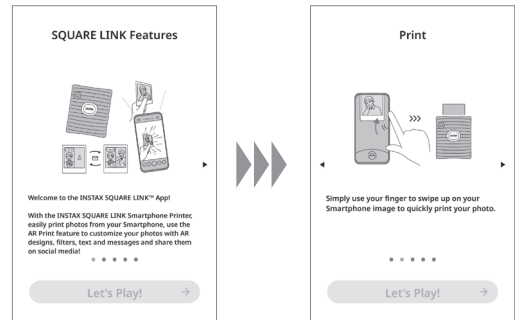 SQUARE LINK Features
Welcome to the INSTAX SQUARE LINK™ App!
With the INSTAX SQUARE LINK Smartphone Printer,
easily print photos from your Smartphone, use the
AR Print feature to customize your photos with AR
designs, filters, text and messages and share them
on social media!
Let's Play!
Print
Simply use your finger to swipe up on your
Smartphone image to quickly print your photo.
Let's Play!